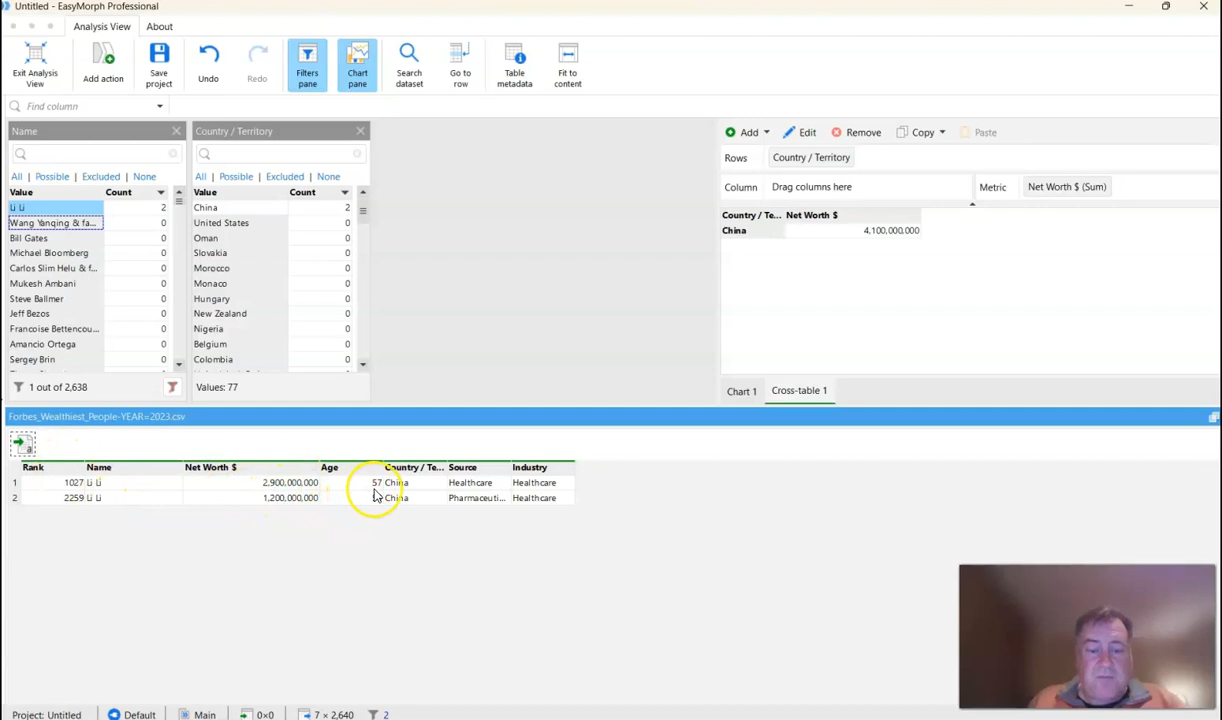 Untitled - EasyMorph Professional
Analysis View About
Exit Analysis View
Add action
Save project
Undo
Redo
Filters pane
Chart pane
Search dataset
Go to row
Table metadata
Fit to content
Find column
Name
All | Possible | Excluded | None
Value Count
Li Li 2
Wang Yanqing & fa... 0
Bill Gates 0
Michael Bloomberg 0
Carlos Slim Helu & f... 0
Mukesh Ambani 0
Steve Ballmer 0
Jeff Bezos 0
Francoise Bettencou... 0
Amancio Ortega 0
Sergey Brin 0
1 out of 2,638
Country / Territory
All | Possible | Excluded | None
Value Count
China 2
United States 0
Oman 0
Slovakia 0
Morocco 0
Monaco 0
Hungary 0
New Zealand 0
Nigeria 0
Belgium 0
Colombia 0
Values: 77
Add Edit Remove Copy Paste
Rows Country / Territory
Column Drag columns here Metric Net Worth $ (Sum)
Country / Te... Net Worth $
China 4,100,000,000
Chart 1 Cross-table 1
Forbes_Wealthiest_People-YEAR=2023.csv
Rank Name Net Worth $ Age Country / Te... Source Industry
1 1027 Li Li 2,900,000,000 57 China Healthcare Healthcare
2 2259 Li Li 1,200,000,000 China Pharmaceuti... Healthcare
Project: Untitled Default Main 0×0 7 × 2,640 2